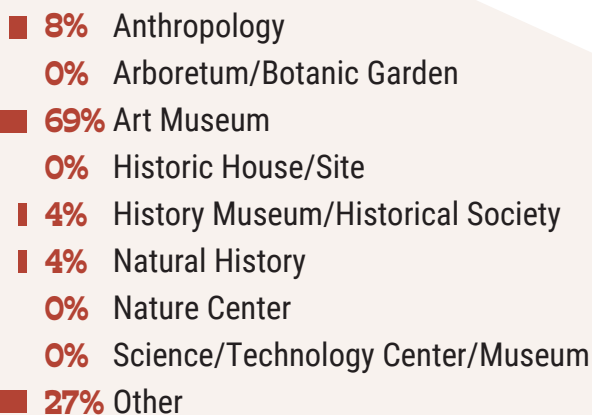 8% Anthropology
0% Arboretum/Botanic Garden
69% Art Museum
0% Historic House/Site
4% History Museum/Historical Society
4% Natural History
0% Nature Center
0% Science/Technology Center/Museum
27% Other